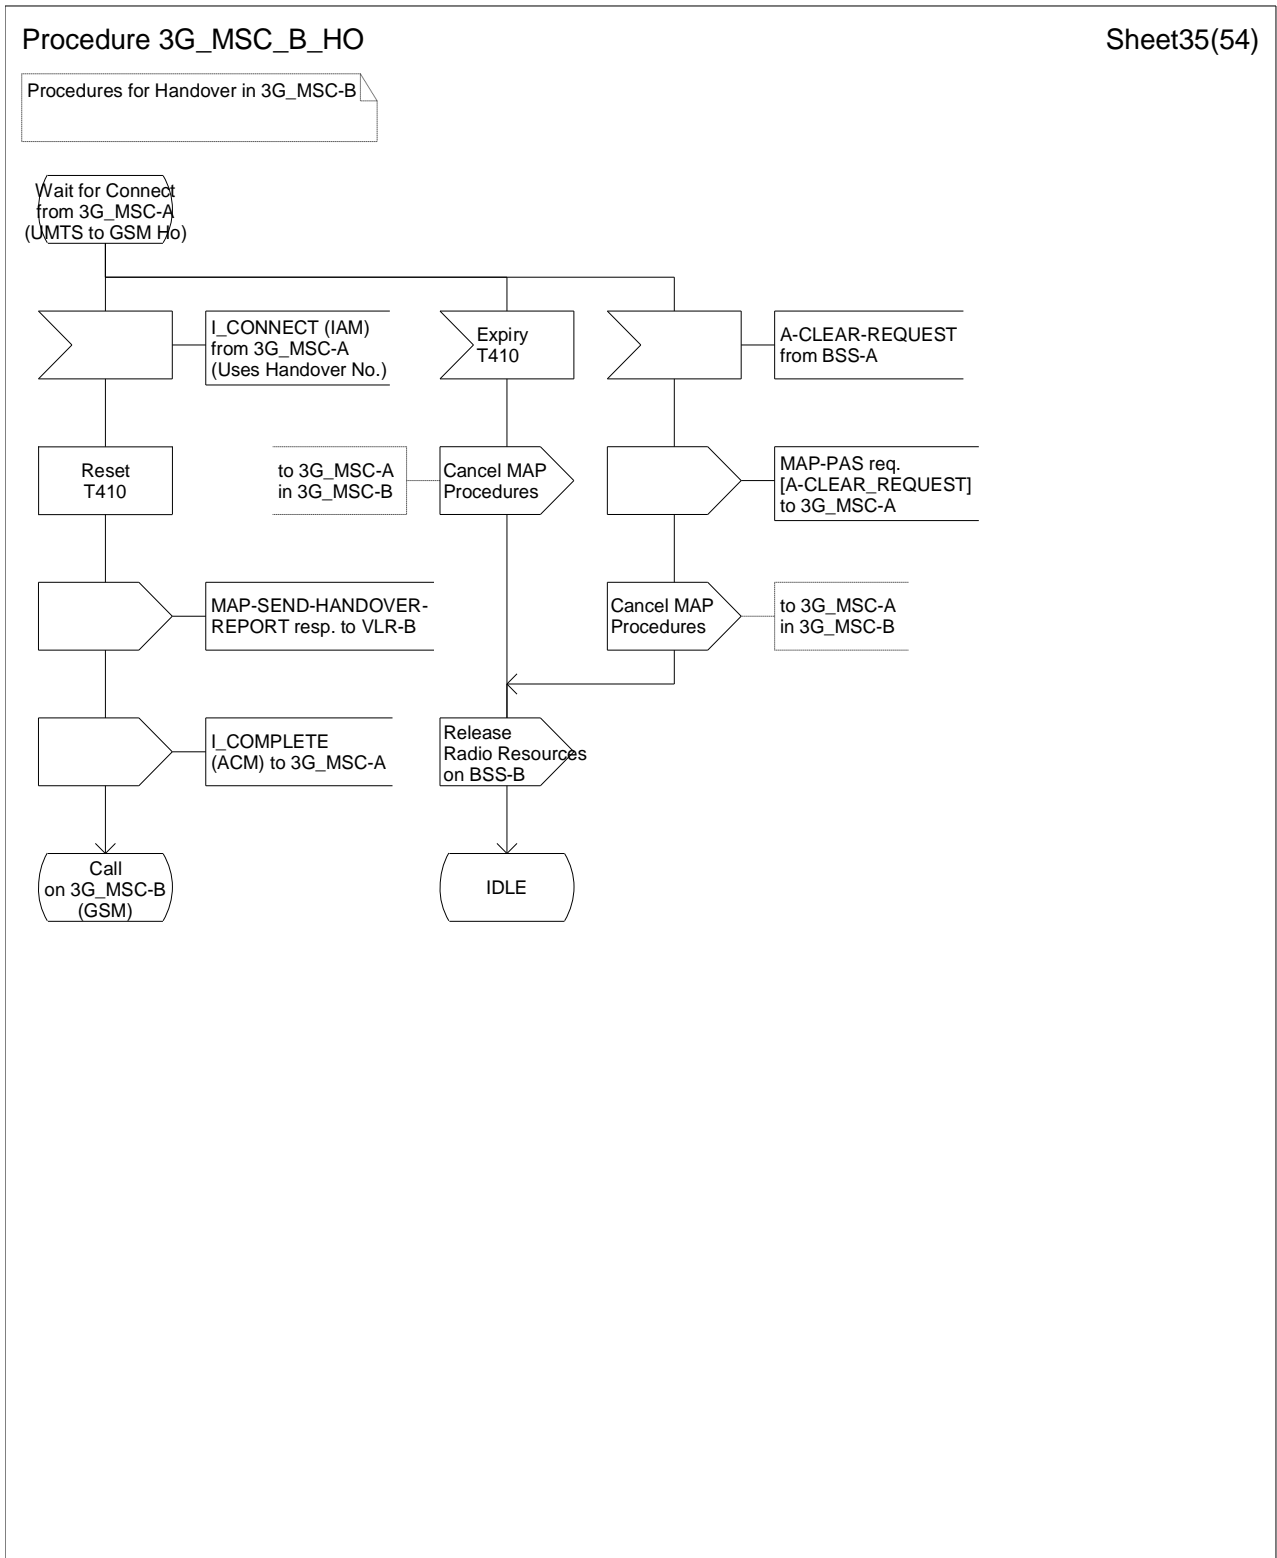 Procedure 3G_MSC_B_HO
Sheet35(54)
Procedures for Handover in 3G_MSC-B
Wait for Connect
from 3G_MSC-A
(UMTS to GSM Ho)
I_CONNECT (IAM)
from 3G_MSC-A
(Uses Handover No.)
Expiry
T410
A-CLEAR-REQUEST
from BSS-A
Reset
T410
to 3G_MSC-A
in 3G_MSC-B
Cancel MAP
Procedures
MAP-PAS req.
[A-CLEAR_REQUEST]
to 3G_MSC-A
MAP-SEND-HANDOVER-
REPORT resp. to VLR-B
Cancel MAP
Procedures
to 3G_MSC-A
in 3G_MSC-B
I_COMPLETE
(ACM) to 3G_MSC-A
Release
Radio Resources
on BSS-B
Call
on 3G_MSC-B
(GSM)
IDLE